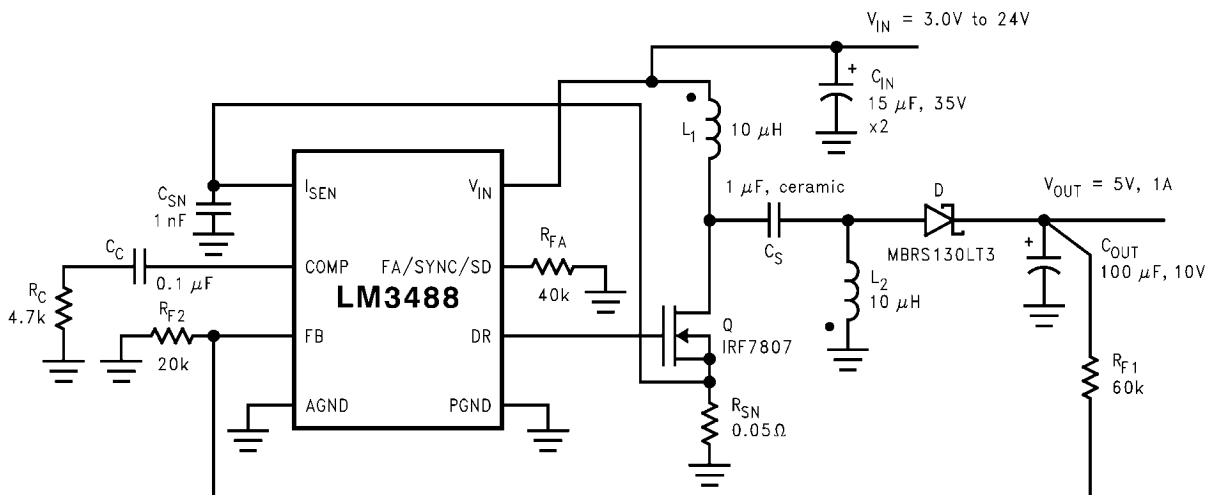 V_IN = 3.0V to 24V
C_IN
15 μF, 35V
x2
L_1
10 μH
I_SEN
V_IN
C_SN
1 nF
1 μF, ceramic
D
V_OUT = 5V, 1A
C_C
R_FA
C_S
MBRS130LT3
C_OUT
100 μF, 10V
COMP
FA/SYNC/SD
0.1 μF
40k
L_2
10 μH
R_C
4.7k
LM3488
R_F2
20k
FB
DR
Q
IRF7807
R_F1
60k
AGND
PGND
R_SN
0.05Ω